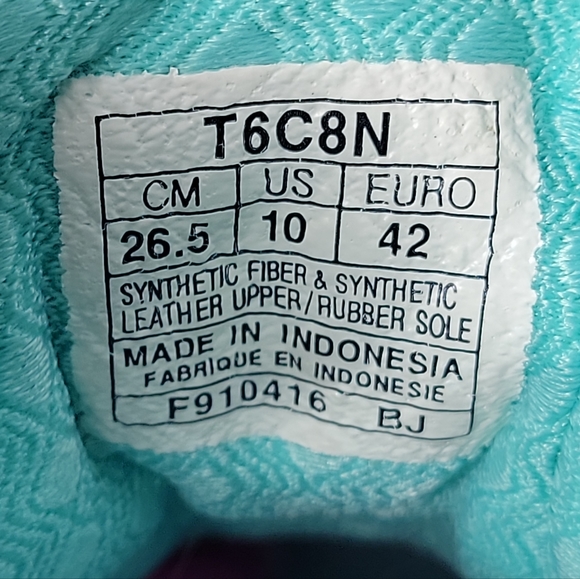 T6C8N
CM US EURO
26.5 10 42
SYNTHETIC FIBER & SYNTHETIC
LEATHER UPPER/RUBBER SOLE
MADE IN INDONESIA
FABRIQUE EN INDONESIE
F910416 BJ